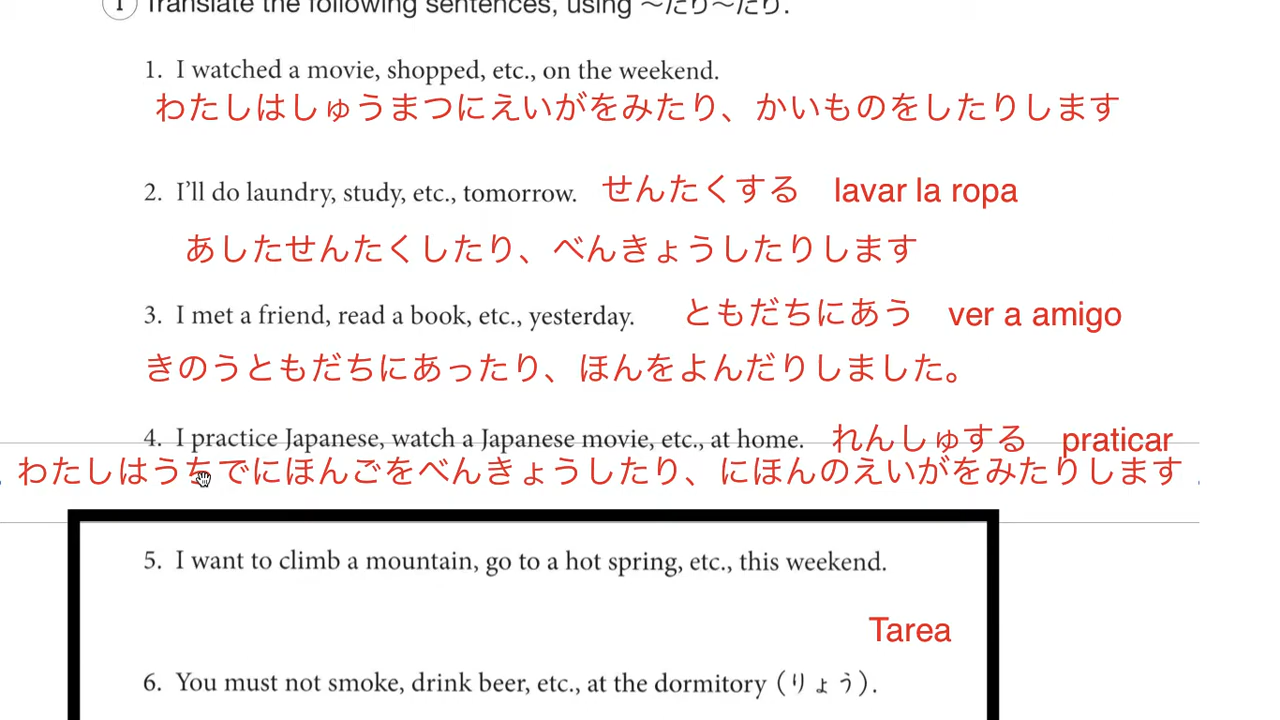 1 Translate the following sentences, using ～たり～たり.
1. I watched a movie, shopped, etc., on the weekend.
わたしはしゅうまつにえいがをみたり、かいものをしたりします
2. I'll do laundry, study, etc., tomorrow. せんたくする lavar la ropa
あしたせんたくしたり、べんきょうしたりします
3. I met a friend, read a book, etc., yesterday. ともだちにあう ver a amigo
きのうともだちにあったり、ほんをよんだりしました。
4. I practice Japanese, watch a Japanese movie, etc., at home. れんしゅする praticar
わたしはうちでにほんごをべんきょうしたり、にほんのえいがをみたりします
5. I want to climb a mountain, go to a hot spring, etc., this weekend.
Tarea
6. You must not smoke, drink beer, etc., at the dormitory (りょう).